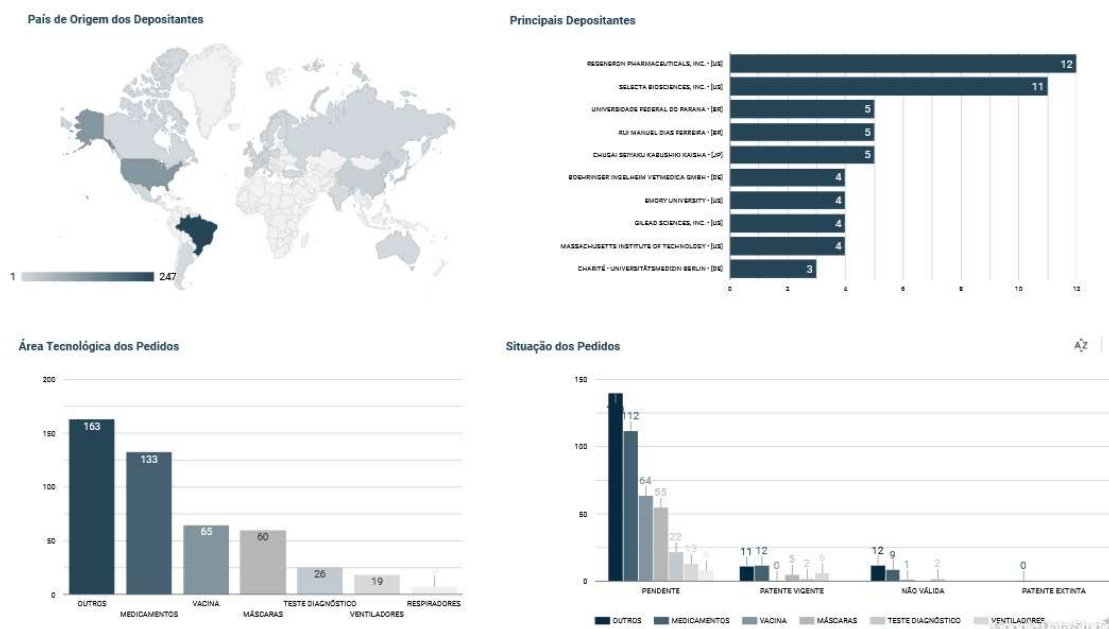 País de Origem dos Depositantes
1
247
Principais Depositantes
REGENERON PHARMACEUTICALS, INC. - [US]
12
SELECTA BIOSCIENCES, INC. - [US]
11
UNIVERSIDADE FEDERAL DO PARANA - [BR]
5
RUI MANUEL DIAS FERREIRA - [BR]
5
CHUGAI SEIYAKU KABUSHIKI KAISHA - [JP]
5
BOEHRINGER INGELHEIM VETMEDICA GMBH - [DE]
4
EMORY UNIVERSITY - [US]
4
GILEAD SCIENCES, INC. - [US]
4
MASSACHUSETTS INSTITUTE OF TECHNOLOGY - [US]
4
CHARITÉ - UNIVERSITÄTSMEDIZIN BERLIN - [DE]
3
0 2 4 6 8 10 12
Área Tecnológica dos Pedidos
200
150
100
50
0
163
133
65
60
26
19
OUTROS
MEDICAMENTOS
VACINA
MÁSCARAS
TESTE DIAGNÓSTICO
VENTILADORES
RESPIRADORES
Situação dos Pedidos
AZ
150
100
50
0
112
64
55
22
13
11 12 0 5 2 6
12 9 1 2
0
PENDENTE
PATENTE VIGENTE
NÃO VÁLIDA
PATENTE EXTINTA
OUTROS MEDICAMENTOS VACINA MÁSCARAS TESTE DIAGNÓSTICO VENTILADORES